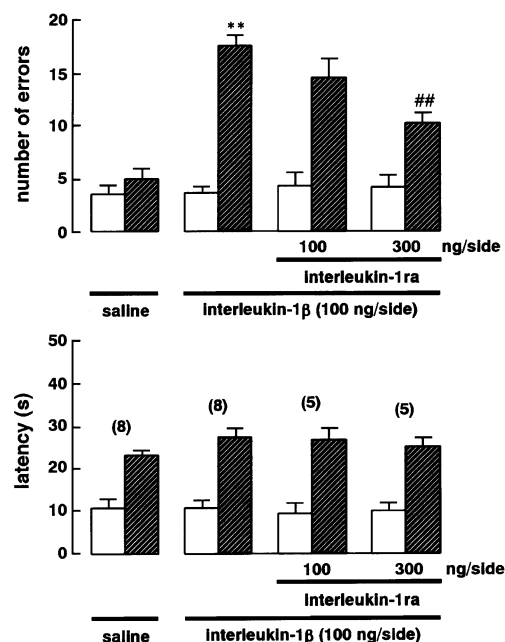 number of errors
20
15
10
5
0
**
##
100 300 ng/side
interleukin-1ra
saline interleukin-1β (100 ng/side)
latency (s)
50
40
30
20
10
0
(8) (8) (5) (5)
100 300 ng/side
interleukin-1ra
saline interleukin-1β (100 ng/side)